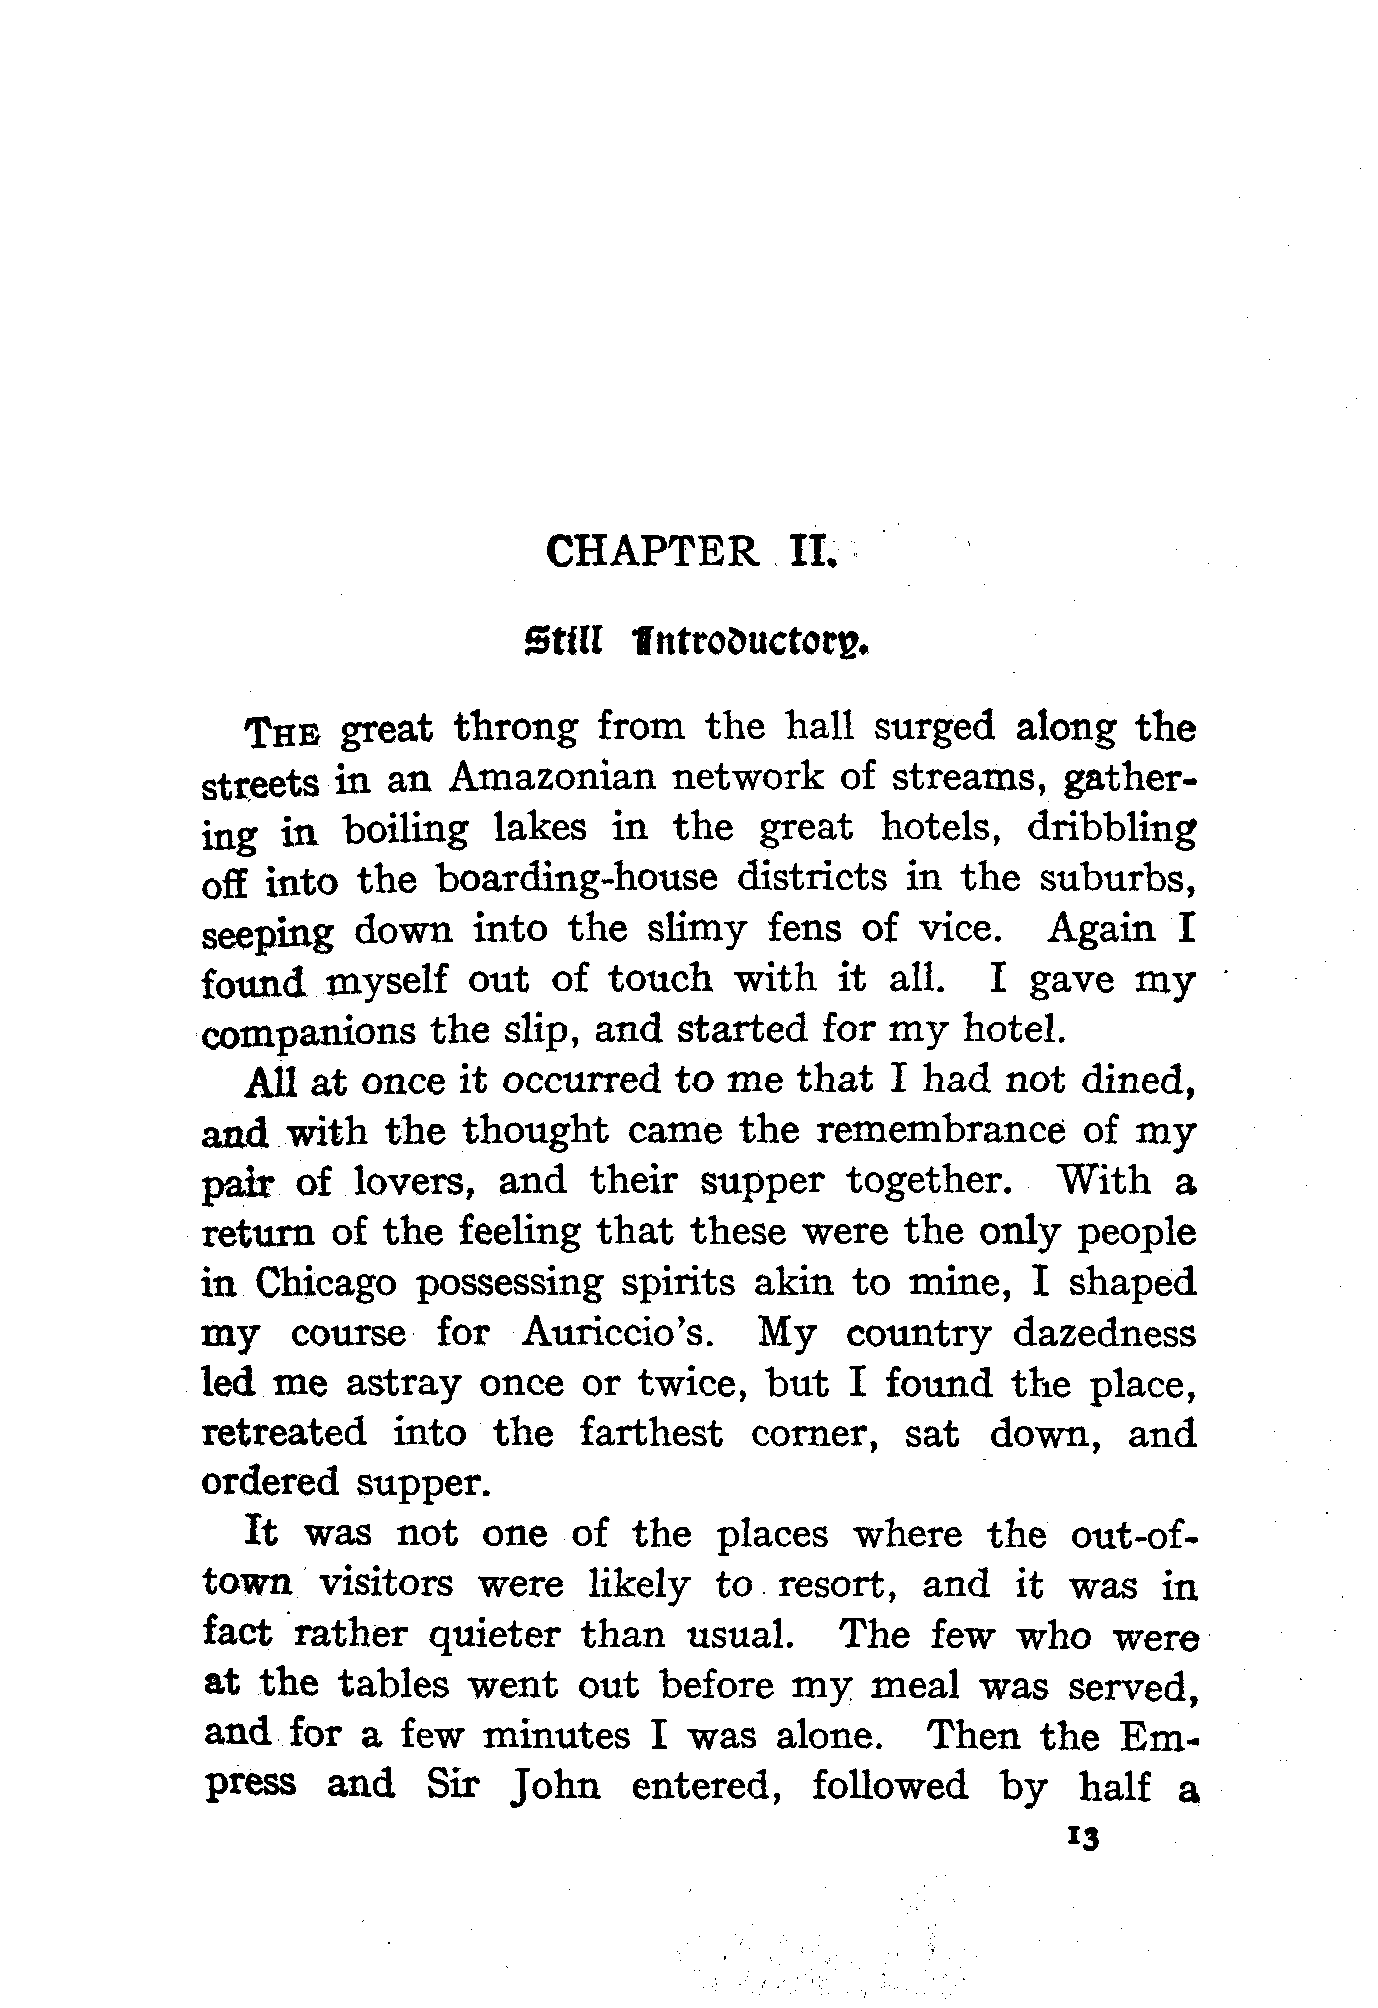 CHAPTER II.
Still Introductory.
THE great throng from the hall surged along the
streets in an Amazonian network of streams, gather-
ing in boiling lakes in the great hotels, dribbling
off into the boarding-house districts in the suburbs,
seeping down into the slimy fens of vice. Again I
found myself out of touch with it all. I gave my
companions the slip, and started for my hotel.
All at once it occurred to me that I had not dined,
and with the thought came the remembrance of my
pair of lovers, and their supper together. With a
return of the feeling that these were the only people
in Chicago possessing spirits akin to mine, I shaped
my course for Auriccio's. My country dazedness
led me astray once or twice, but I found the place,
retreated into the farthest corner, sat down, and
ordered supper.
It was not one of the places where the out-of-
town visitors were likely to resort, and it was in
fact rather quieter than usual. The few who were
at the tables went out before my meal was served,
and for a few minutes I was alone. Then the Em-
press and Sir John entered, followed by half a
13